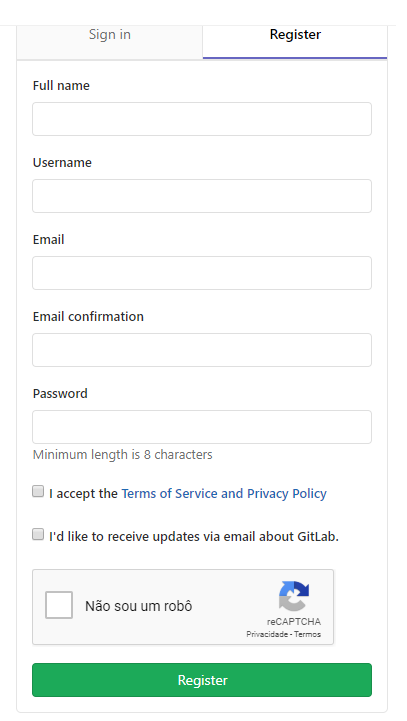 Sign in
Register
Full name
Username
Email
Email confirmation
Password
Minimum length is 8 characters
I accept the Terms of Service and Privacy Policy
I'd like to receive updates via email about GitLab.
Não sou um robô
reCAPTCHA
Privacidade - Termos
Register